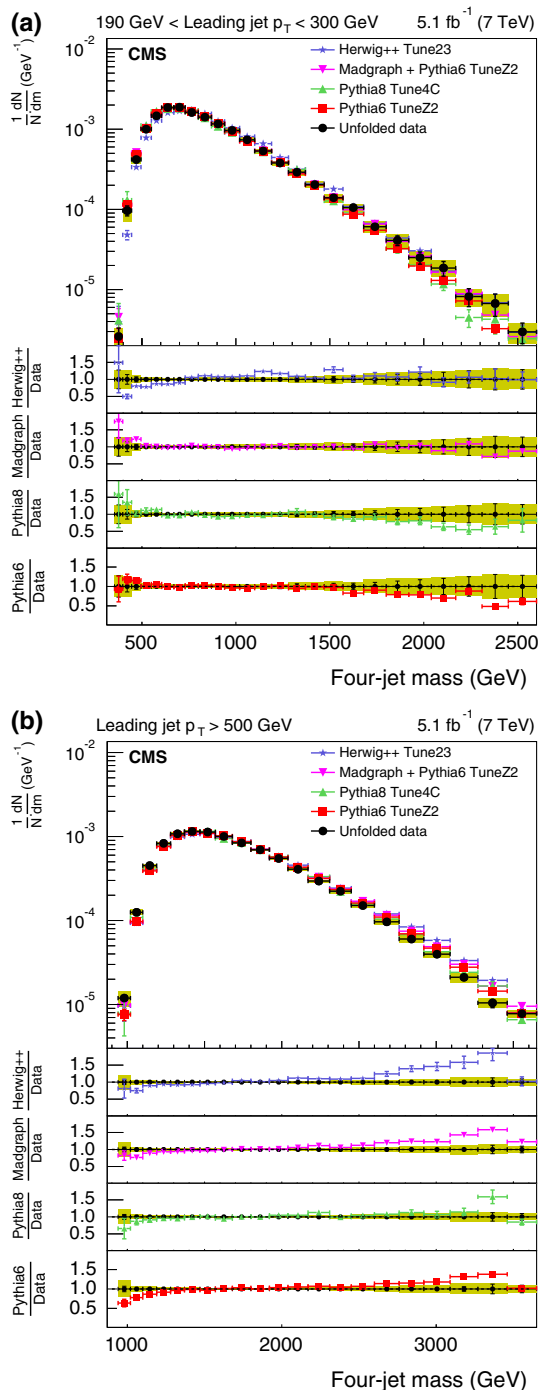 (a)
190 GeV < Leading jet p_T < 300 GeV 5.1 fb⁻¹ (7 TeV)
CMS
Herwig++ Tune23
Madgraph + Pythia6 TuneZ2
Pythia8 Tune4C
Pythia6 TuneZ2
Unfolded data
1/N dN/dm (GeV⁻¹)
10⁻²
10⁻³
10⁻⁴
10⁻⁵
Herwig++/Data
1.5
1.0
0.5
Madgraph/Data
1.5
1.0
0.5
Pythia8/Data
1.5
1.0
0.5
Pythia6/Data
1.5
1.0
0.5
500 1000 1500 2000 2500
Four-jet mass (GeV)
(b)
Leading jet p_T > 500 GeV 5.1 fb⁻¹ (7 TeV)
CMS
Herwig++ Tune23
Madgraph + Pythia6 TuneZ2
Pythia8 Tune4C
Pythia6 TuneZ2
Unfolded data
1/N dN/dm (GeV⁻¹)
10⁻²
10⁻³
10⁻⁴
10⁻⁵
Herwig++/Data
1.5
1.0
0.5
Madgraph/Data
1.5
1.0
0.5
Pythia8/Data
1.5
1.0
0.5
Pythia6/Data
1.5
1.0
0.5
1000 2000 3000
Four-jet mass (GeV)